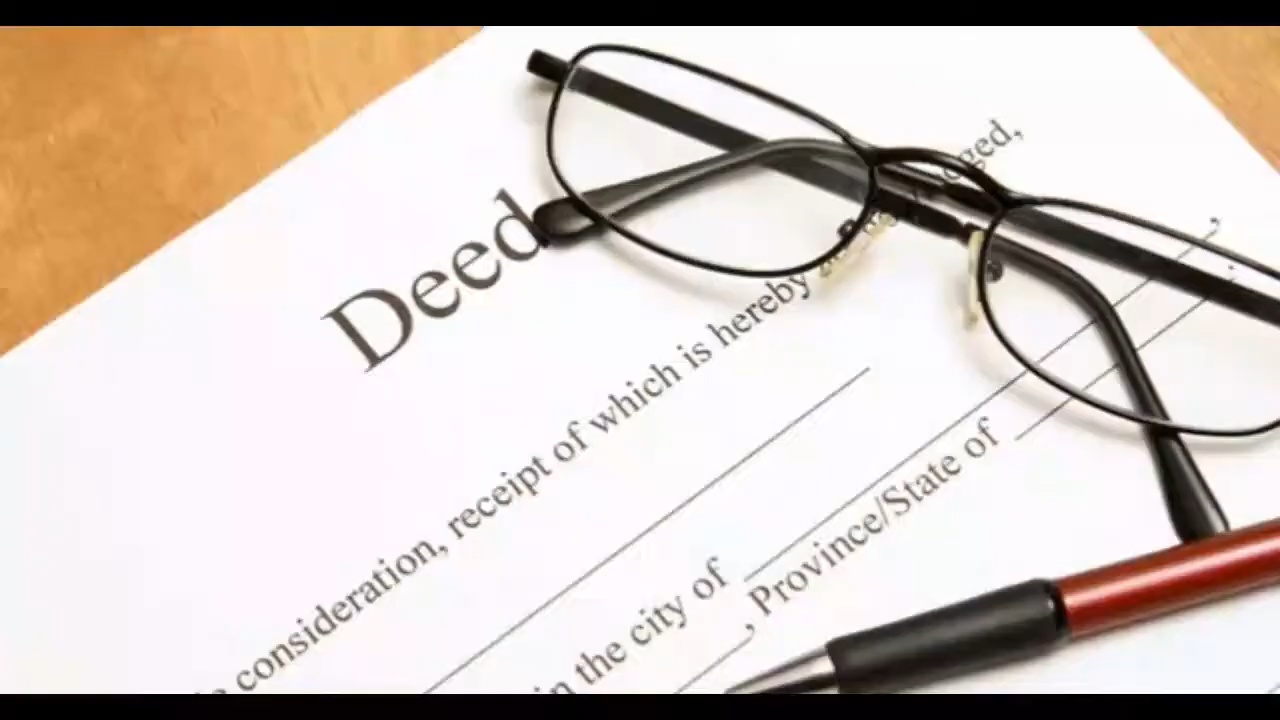 Deed
consideration, receipt of which is hereby
in the city of
, Province/State of